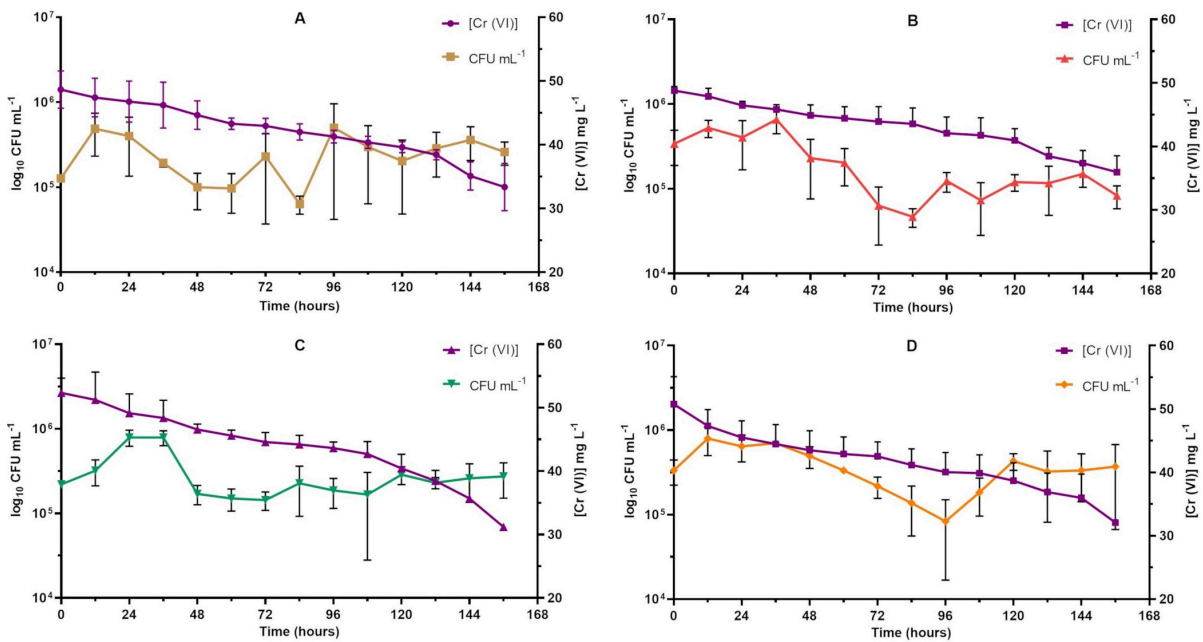 A
[Cr (VI)]
CFU mL⁻¹
log₁₀ CFU mL⁻¹
10⁷
10⁶
10⁵
10⁴
60
50
40
30
20
[Cr (VI)] mg L⁻¹
0 24 48 72 96 120 144 168
Time (hours)
B
[Cr (VI)]
CFU mL⁻¹
log₁₀ CFU mL⁻¹
10⁷
10⁶
10⁵
10⁴
60
50
40
30
20
[Cr (VI)] mg L⁻¹
0 24 48 72 96 120 144 168
Time (hours)
C
[Cr (VI)]
CFU mL⁻¹
log₁₀ CFU mL⁻¹
10⁷
10⁶
10⁵
10⁴
60
50
40
30
20
[Cr (VI)] mg L⁻¹
0 24 48 72 96 120 144 168
Time (hours)
D
[Cr (VI)]
CFU mL⁻¹
log₁₀ CFU mL⁻¹
10⁷
10⁶
10⁵
10⁴
60
50
40
30
20
[Cr (VI)] mg L⁻¹
0 24 48 72 96 120 144 168
Time (hours)